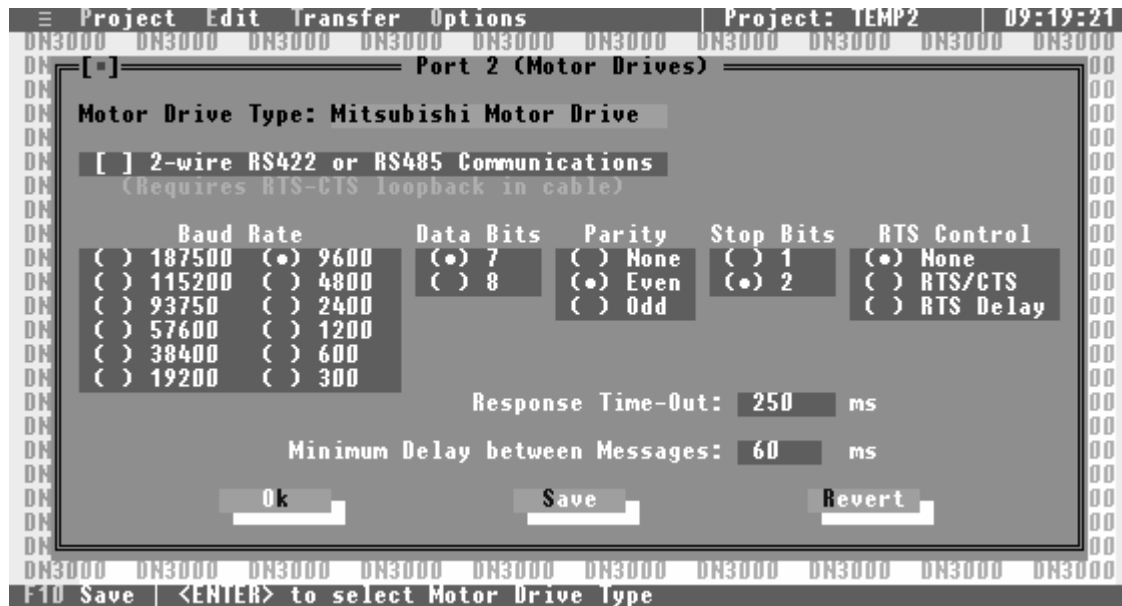 ≡ Project Edit Transfer Options | Project: TEMP2 | 09:19:21
DN3000 DN3000 DN3000 DN3000 DN3000 DN3000 DN3000 DN3000 DN3000 DN3000
[▪] Port 2 (Motor Drives)
Motor Drive Type: Mitsubishi Motor Drive
[ ] 2-wire RS422 or RS485 Communications
(Requires RTS-CTS loopback in cable)
Baud Rate Data Bits Parity Stop Bits RTS Control
( ) 187500 (•) 9600 (•) 7 ( ) None ( ) 1 (•) None
( ) 115200 ( ) 4800 ( ) 8 (•) Even (•) 2 ( ) RTS/CTS
( ) 93750 ( ) 2400 ( ) Odd ( ) RTS Delay
( ) 57600 ( ) 1200
( ) 38400 ( ) 600
( ) 19200 ( ) 300
Response Time-Out: 250 ms
Minimum Delay between Messages: 60 ms
Ok Save Revert
DN3000 DN3000 DN3000 DN3000 DN3000 DN3000 DN3000 DN3000 DN3000 DN3000
F10 Save | <ENTER> to select Motor Drive Type